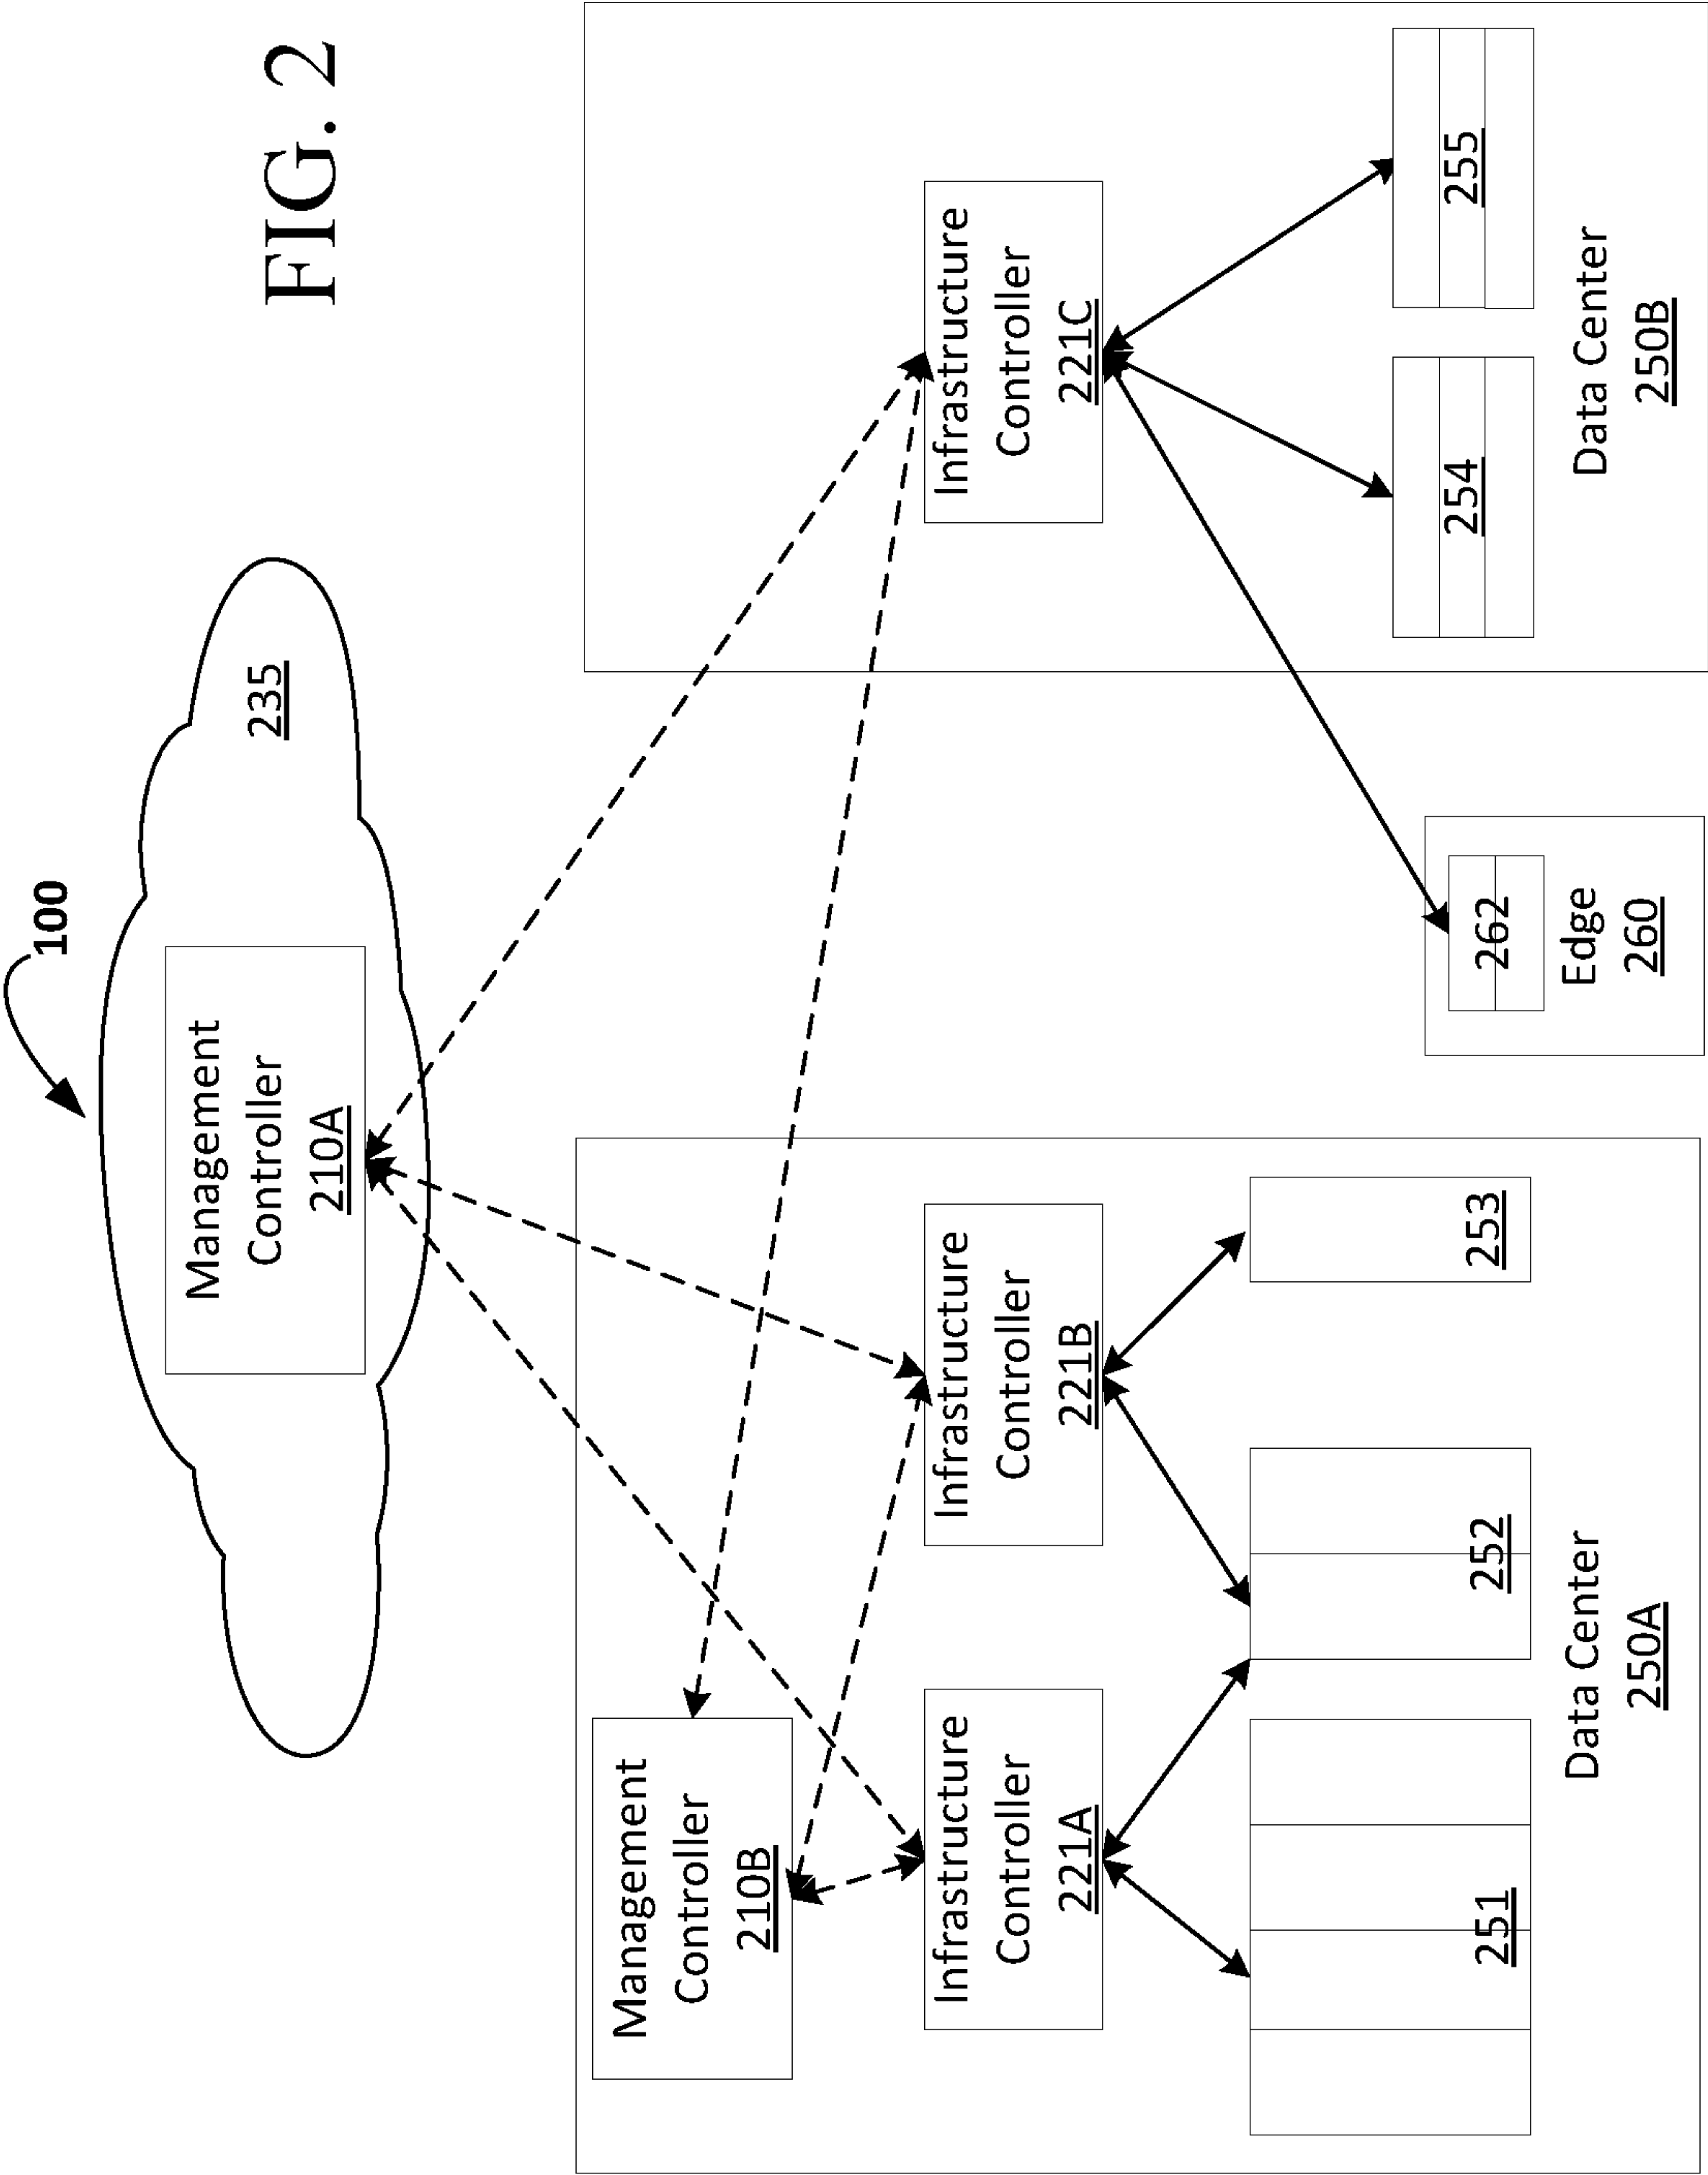 FIG. 2
100
235
Management
Controller
210A
Management
Controller
210B
Infrastructure
Controller
221A
Infrastructure
Controller
221B
Infrastructure
Controller
221C
251
252
253
262
254
255
Data Center
250A
Edge
260
Data Center
250B